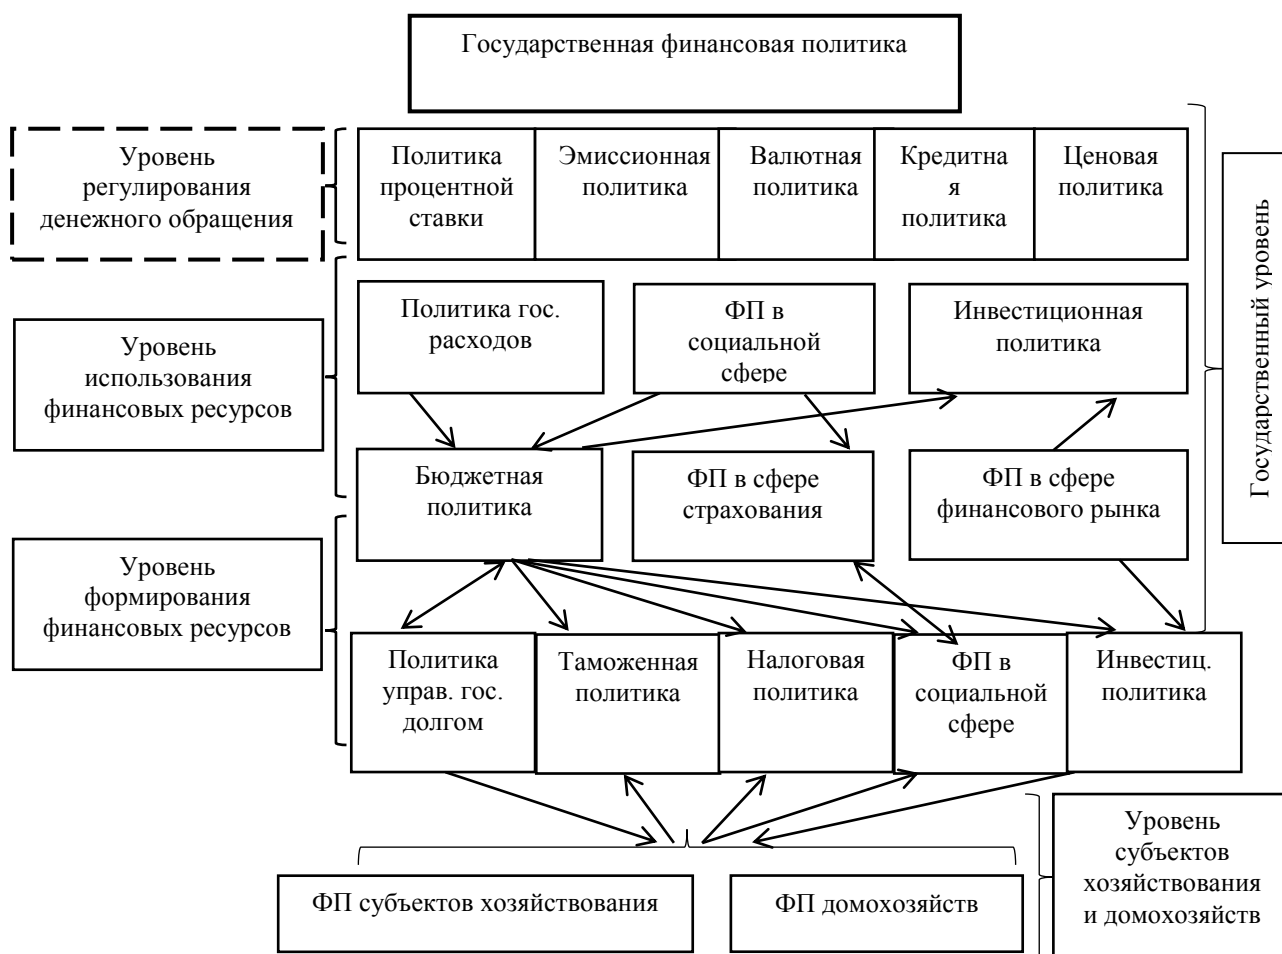 Государственная финансовая политика
Уровень
регулирования
денежного обращения
Политика
процентной
ставки
Эмиссионная
политика
Валютная
политика
Кредитна
я
политика
Ценовая
политика
Государственный уровень
Уровень
использования
финансовых ресурсов
Политика гос.
расходов
ФП в
социальной
сфере
Инвестиционная
политика
Бюджетная
политика
ФП в сфере
страхования
ФП в сфере
финансового рынка
Уровень
формирования
финансовых ресурсов
Политика
управ. гос.
долгом
Таможенная
политика
Налоговая
политика
ФП в
социальной
сфере
Инвестиц.
политика
Уровень
субъектов
хозяйствования
и домохозяйств
ФП субъектов хозяйствования
ФП домохозяйств